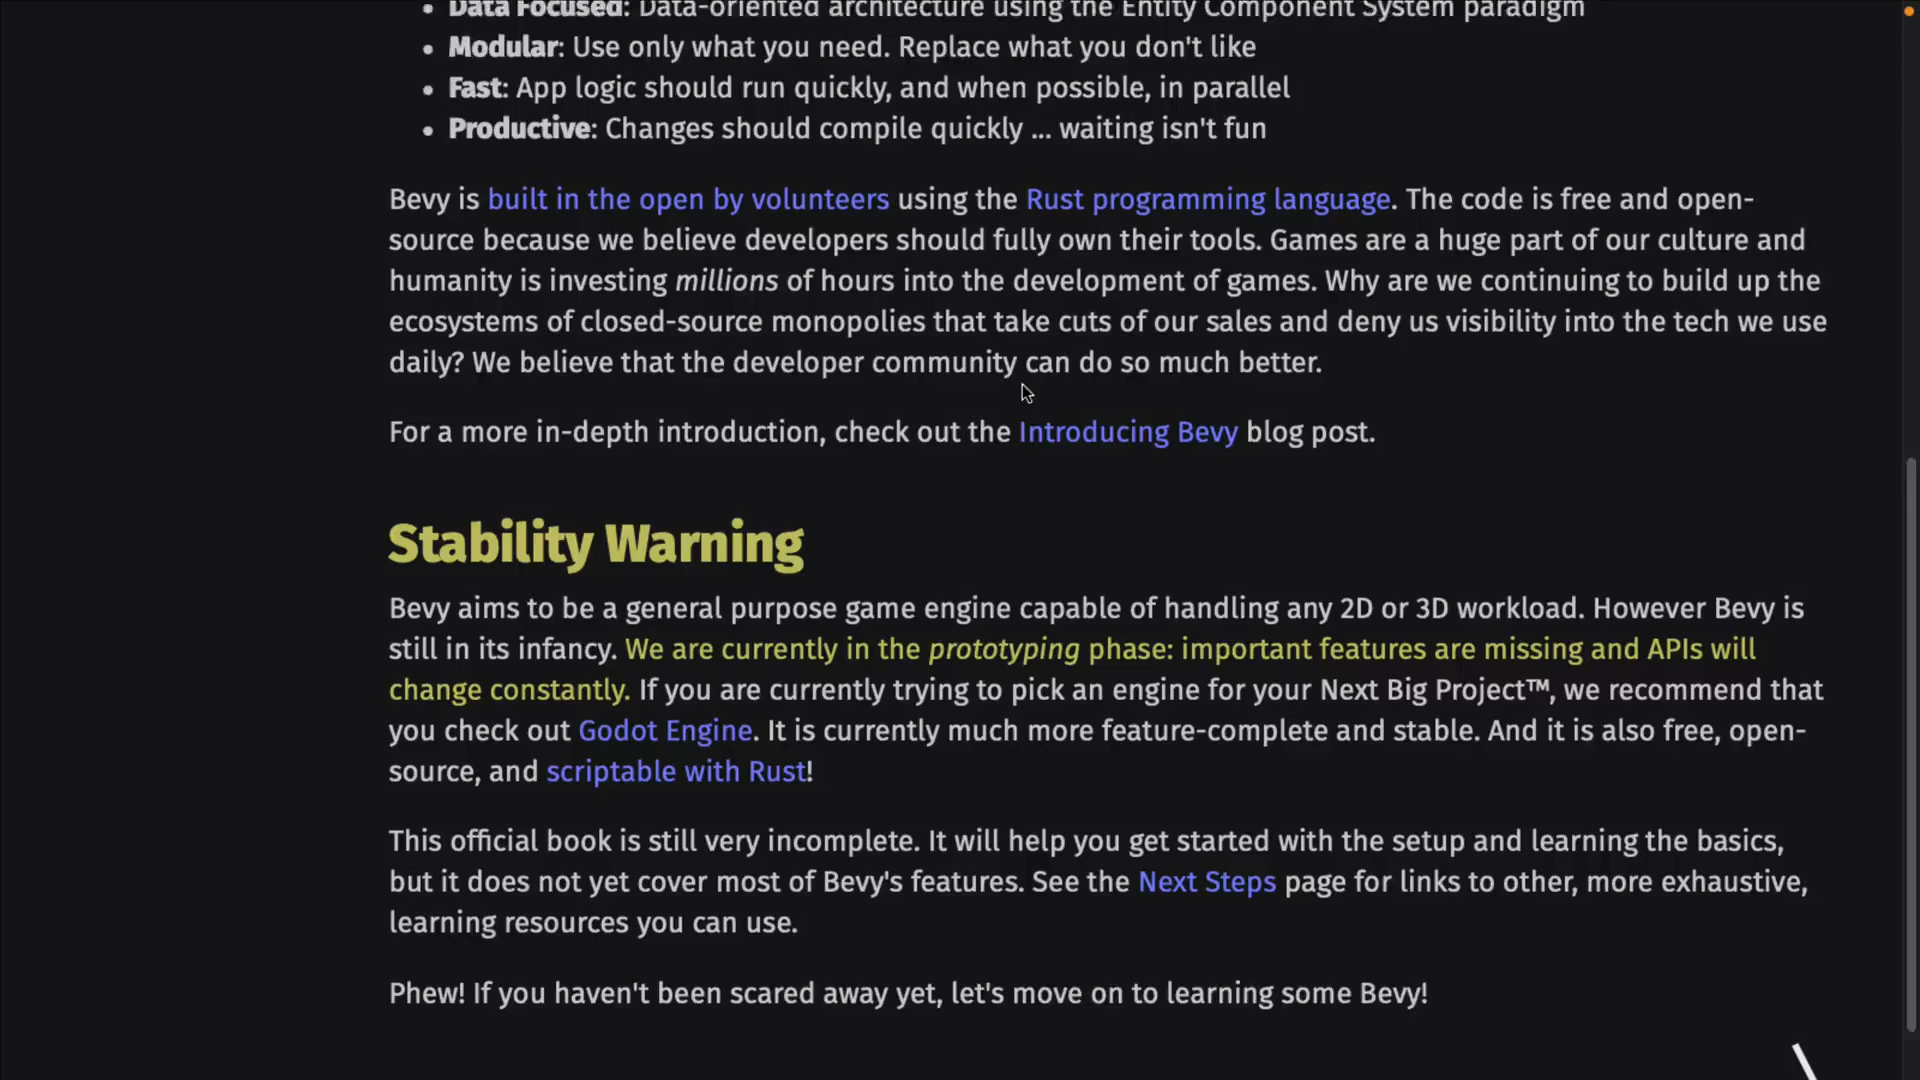 • Data Focused: Data-oriented architecture using the Entity Component System paradigm
• Modular: Use only what you need. Replace what you don't like
• Fast: App logic should run quickly, and when possible, in parallel
• Productive: Changes should compile quickly ... waiting isn't fun
Bevy is built in the open by volunteers using the Rust programming language. The code is free and open-
source because we believe developers should fully own their tools. Games are a huge part of our culture and
humanity is investing millions of hours into the development of games. Why are we continuing to build up the
ecosystems of closed-source monopolies that take cuts of our sales and deny us visibility into the tech we use
daily? We believe that the developer community can do so much better.
For a more in-depth introduction, check out the Introducing Bevy blog post.
Stability Warning
Bevy aims to be a general purpose game engine capable of handling any 2D or 3D workload. However Bevy is
still in its infancy. We are currently in the prototyping phase: important features are missing and APIs will
change constantly. If you are currently trying to pick an engine for your Next Big Project™, we recommend that
you check out Godot Engine. It is currently much more feature-complete and stable. And it is also free, open-
source, and scriptable with Rust!
This official book is still very incomplete. It will help you get started with the setup and learning the basics,
but it does not yet cover most of Bevy's features. See the Next Steps page for links to other, more exhaustive,
learning resources you can use.
Phew! If you haven't been scared away yet, let's move on to learning some Bevy!